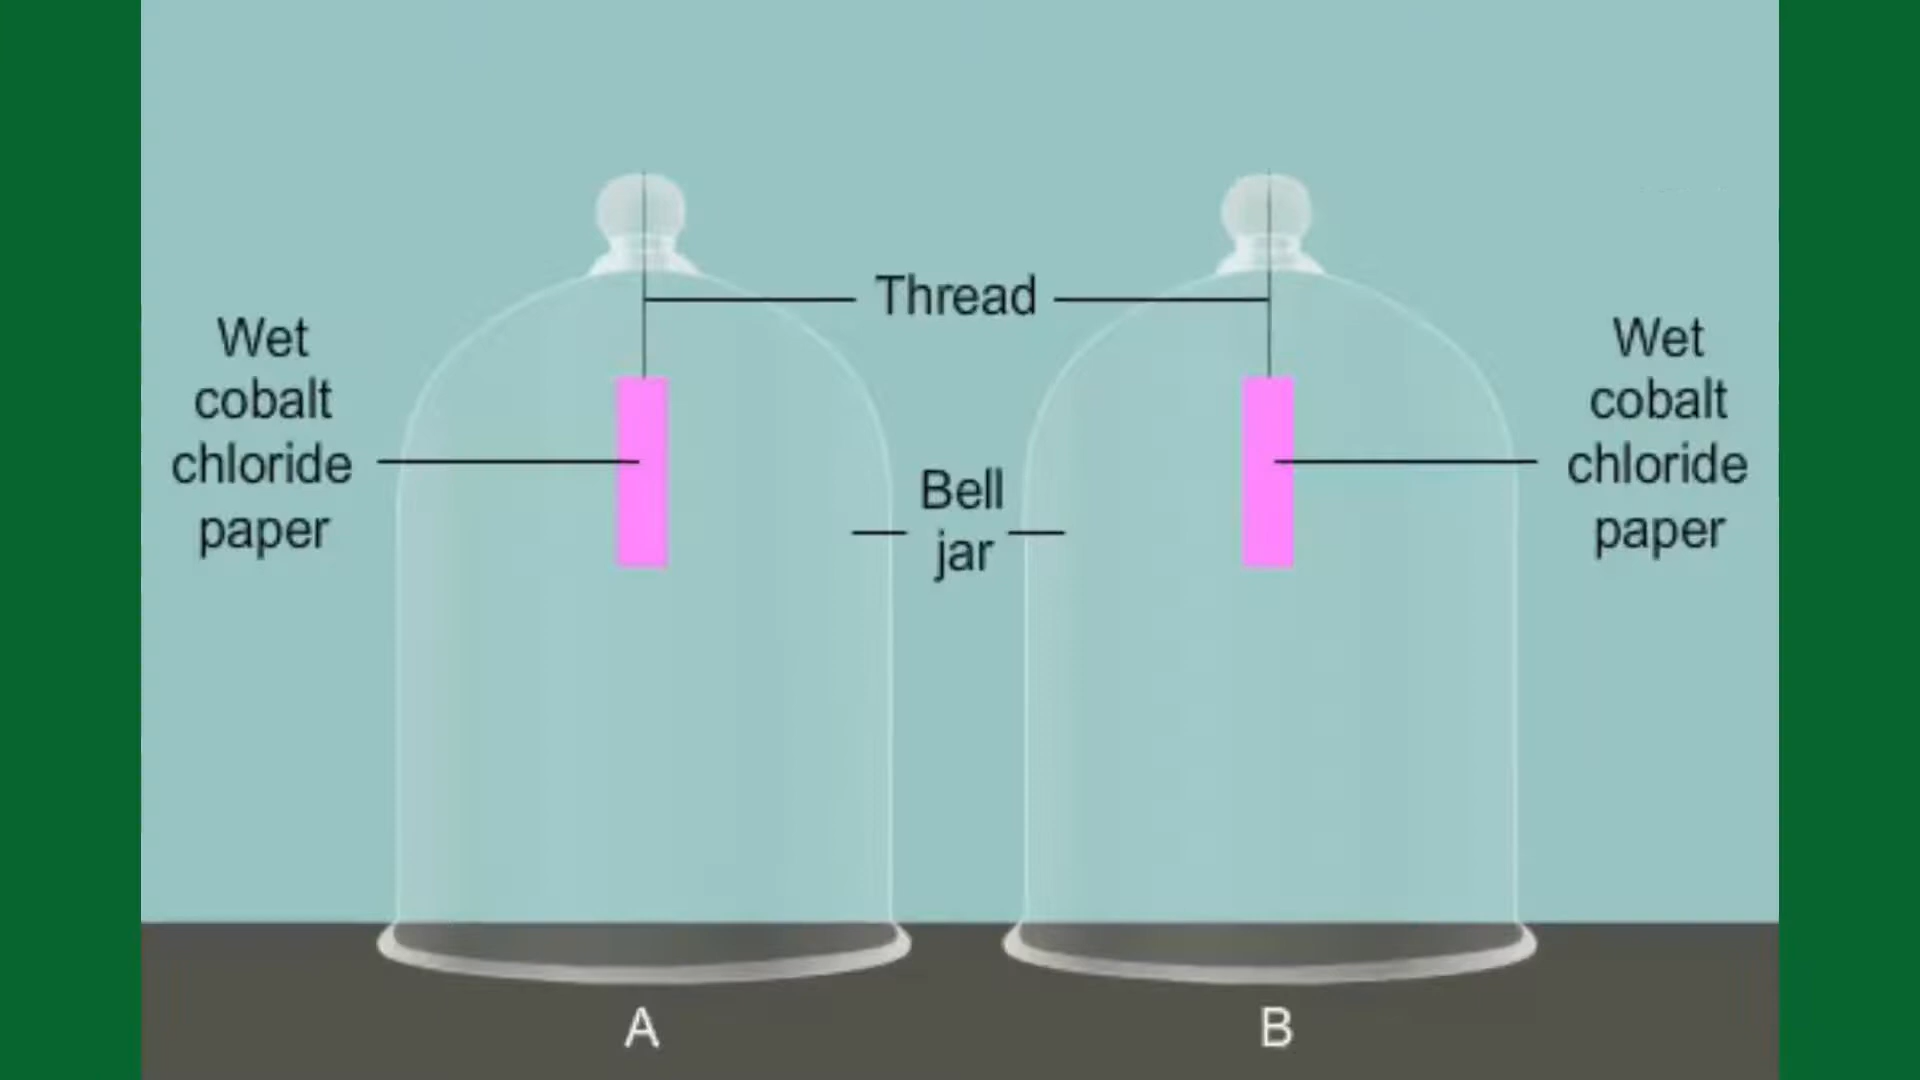 Thread
Wet
cobalt
chloride
paper
Bell
jar
Wet
cobalt
chloride
paper
A
B